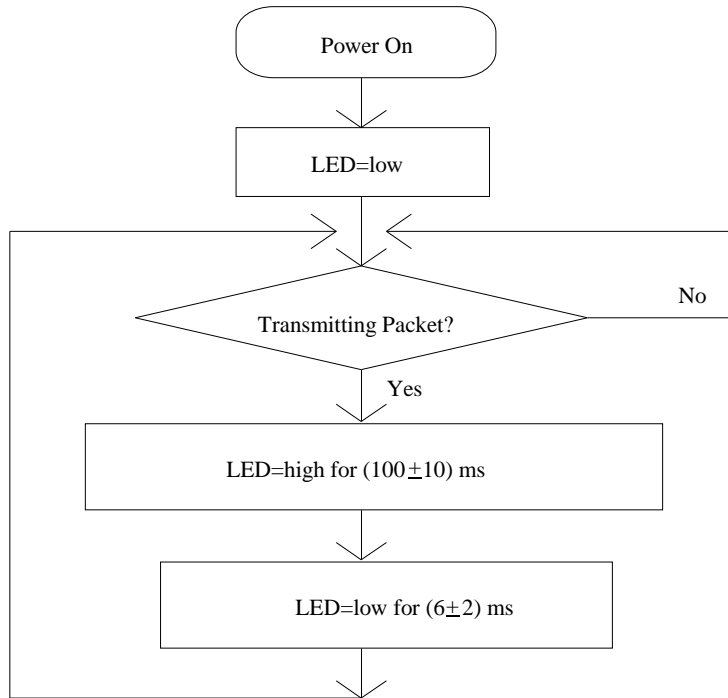 Power On
LED=low
Transmitting Packet?
No
Yes
LED=high for (100±10) ms
LED=low for (6±2) ms